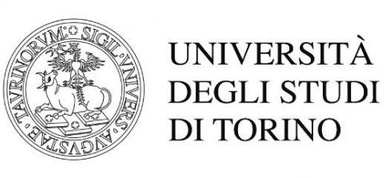 SIGIL · VNIVERS · AVGVSTAE · TAVRINORVM
UNIVERSITÀ
DEGLI STUDI
DI TORINO